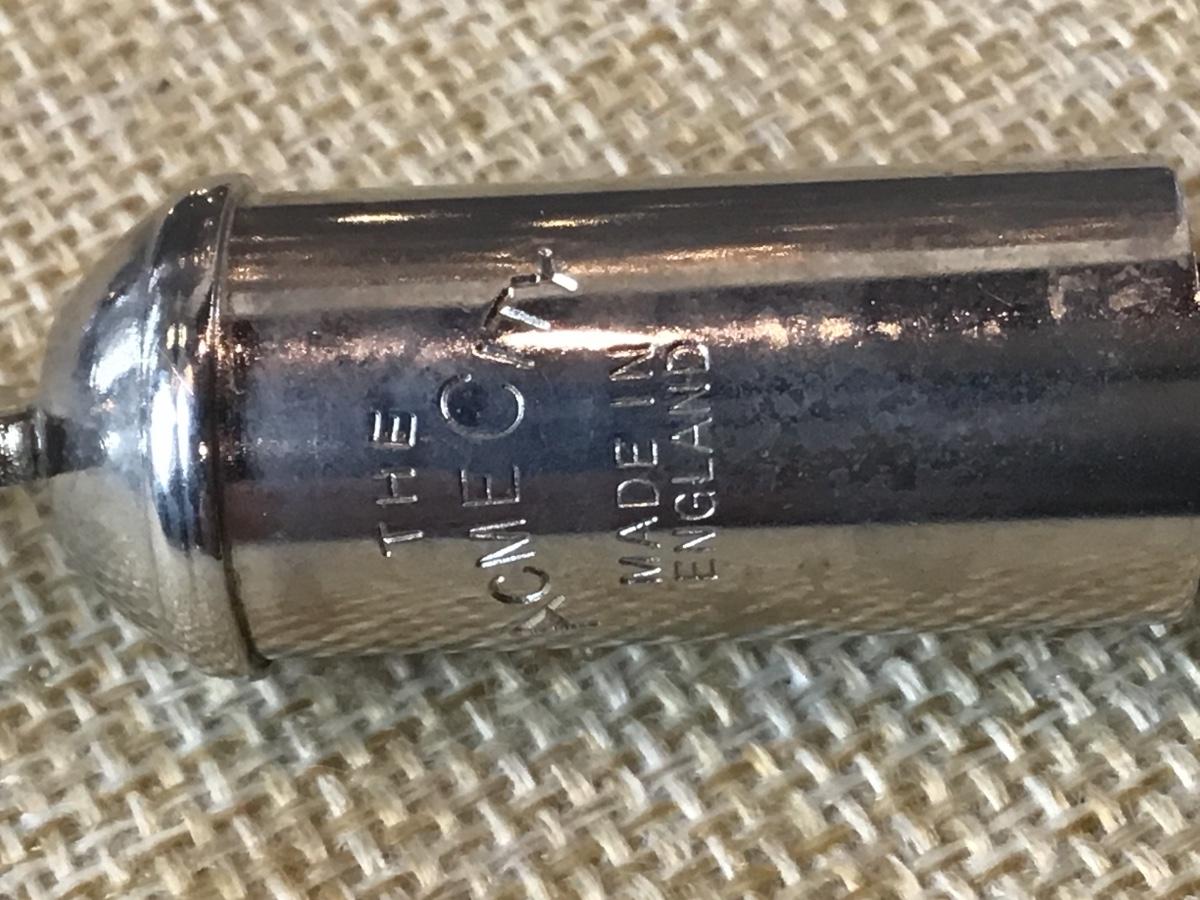 THE
ACME CITY
MADE IN
ENGLAND